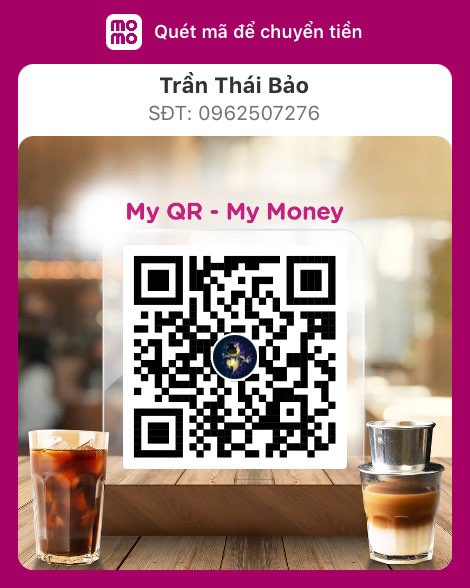 mo
mo
Quét mã để chuyển tiền
Trần Thái Bảo
SĐT: 0962507276
My QR - My Money